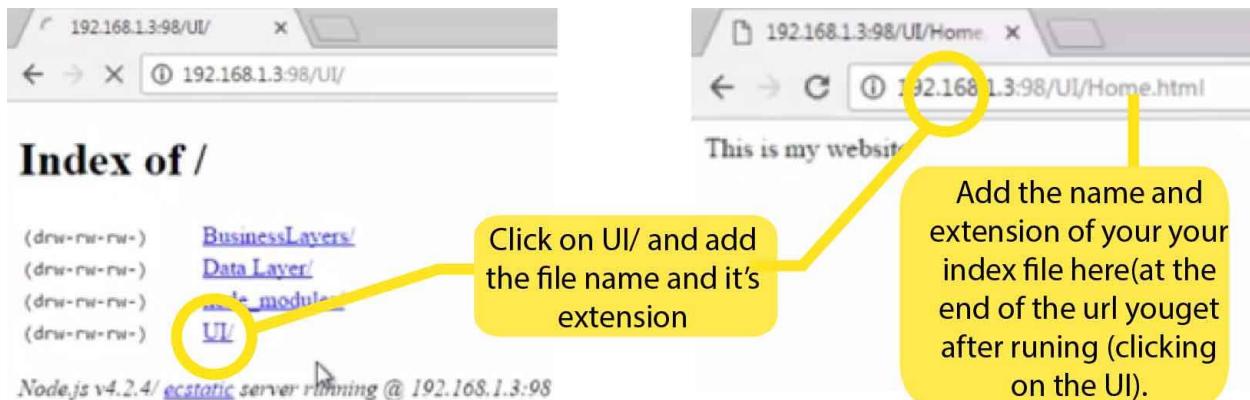 192.168.1.3:98/UI/
192.168.1.3:98/UI/
Index of /
(drw-rw-rw-) BusinessLayers/
(drw-rw-rw-) Data Layer/
(drw-rw-rw-) node_modules/
(drw-rw-rw-) UI/
Node.js v4.2.4/ ecstatic server running @ 192.168.1.3:98
Click on UI/ and add
the file name and it's
extension
192.168.1.3:98/UI/Home
192.168.1.3:98/UI/Home.html
This is my website
Add the name and
extension of your your
index file here(at the
end of the url youget
after runing (clicking
on the UI).